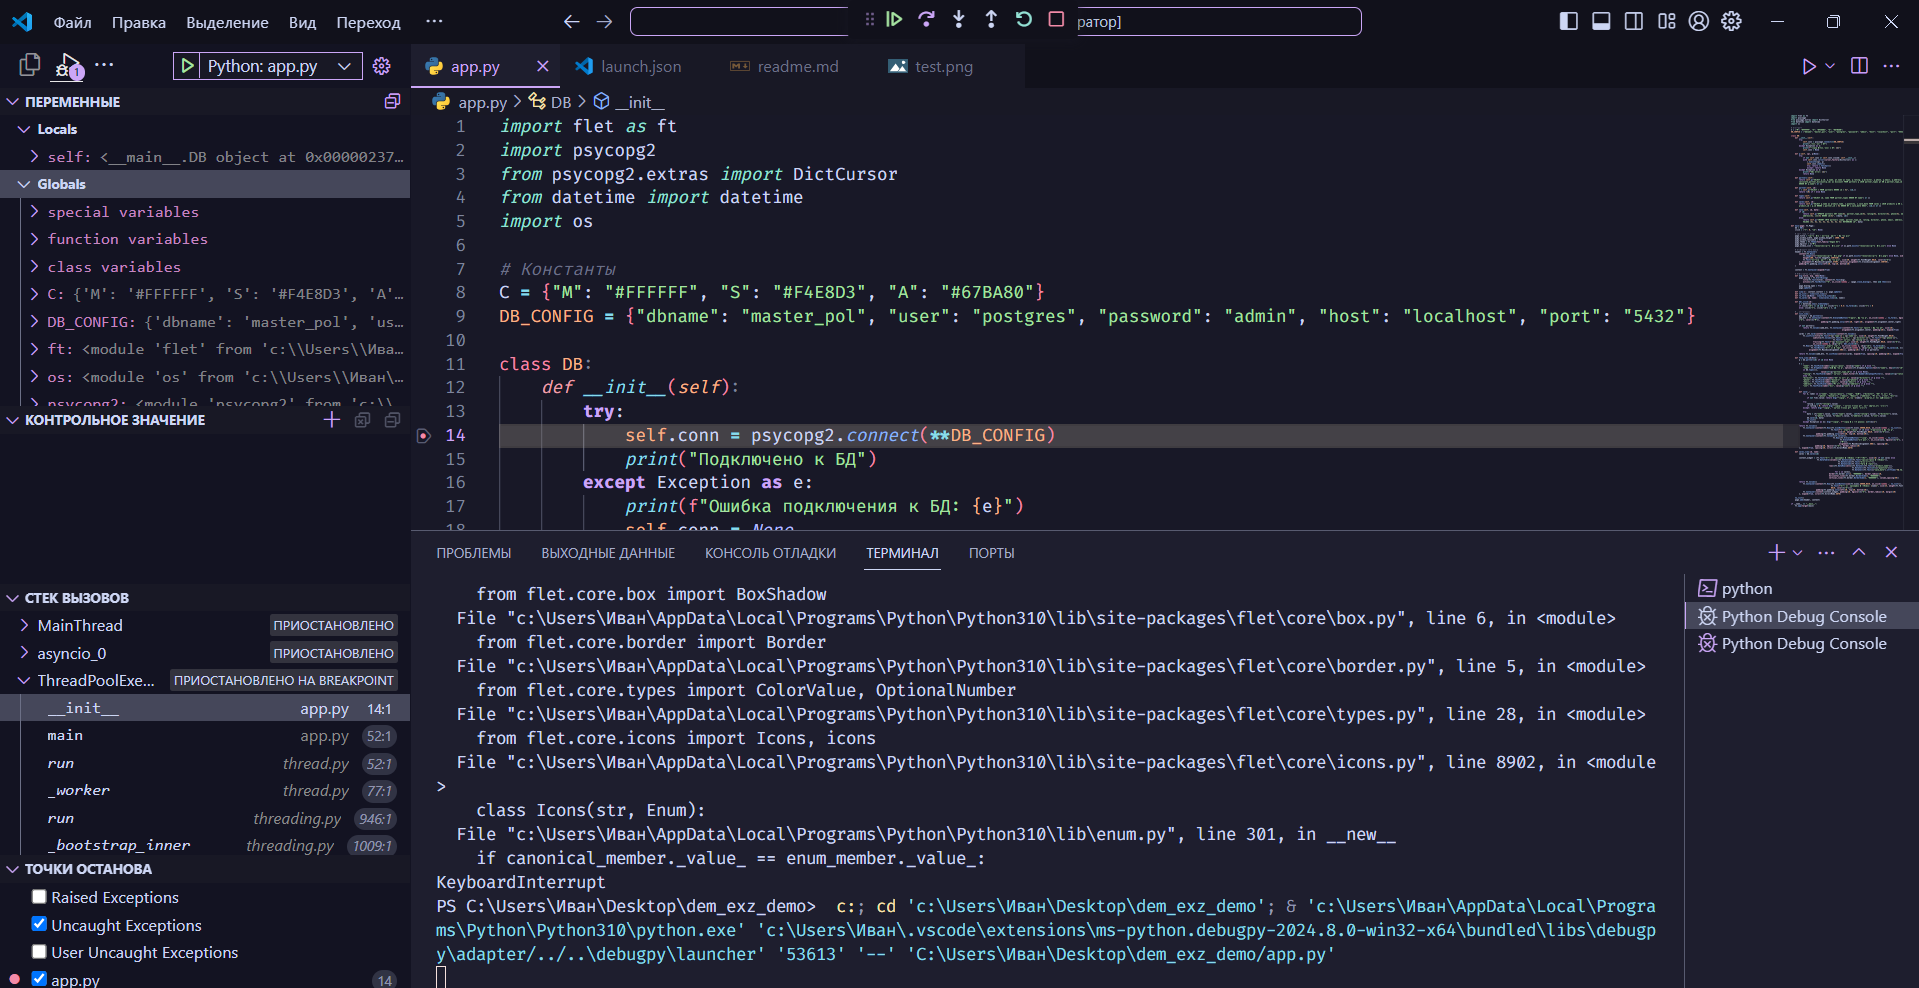 Файл Правка Выделение Вид Переход ···
ратор]
1
Python: app.py
app.py
launch.json
readme.md
test.png
ПЕРЕМЕННЫЕ
Locals
self: <__main__.DB object at 0x00000237…
Globals
special variables
function variables
class variables
C: {'M': '#FFFFFF', 'S': '#F4E8D3', 'A'…
DB_CONFIG: {'dbname': 'master_pol', 'us…
ft: <module 'flet' from 'c:\\Users\\Ива…
os: <module 'os' from 'c:\\Users\\Иван\…
psycopg2: <module 'psycopg2' from 'c:\\…
КОНТРОЛЬНОЕ ЗНАЧЕНИЕ
СТЕК ВЫЗОВОВ
MainThread ПРИОСТАНОВЛЕНО
asyncio_0 ПРИОСТАНОВЛЕНО
ThreadPoolExe… ПРИОСТАНОВЛЕНО НА BREAKPOINT
__init__ app.py 14:1
main app.py 52:1
run thread.py 52:1
_worker thread.py 77:1
run threading.py 946:1
_bootstrap_inner threading.py 1009:1
ТОЧКИ ОСТАНОВА
Raised Exceptions
Uncaught Exceptions
User Uncaught Exceptions
app.py 14
app.py > DB > __init__
1 import flet as ft
2 import psycopg2
3 from psycopg2.extras import DictCursor
4 from datetime import datetime
5 import os
6
7 # Константы
8 C = {"M": "#FFFFFF", "S": "#F4E8D3", "A": "#67BA80"}
9 DB_CONFIG = {"dbname": "master_pol", "user": "postgres", "password": "admin", "host": "localhost", "port": "5432"}
10
11 class DB:
12 def __init__(self):
13 try:
14 self.conn = psycopg2.connect(**DB_CONFIG)
15 print("Подключено к БД")
16 except Exception as e:
17 print(f"Ошибка подключения к БД: {e}")
18 self.conn = None
ПРОБЛЕМЫ ВЫХОДНЫЕ ДАННЫЕ КОНСОЛЬ ОТЛАДКИ ТЕРМИНАЛ ПОРТЫ
from flet.core.box import BoxShadow
File "c:\Users\Иван\AppData\Local\Programs\Python\Python310\lib\site-packages\flet\core\box.py", line 6, in <module>
from flet.core.border import Border
File "c:\Users\Иван\AppData\Local\Programs\Python\Python310\lib\site-packages\flet\core\border.py", line 5, in <module>
from flet.core.types import ColorValue, OptionalNumber
File "c:\Users\Иван\AppData\Local\Programs\Python\Python310\lib\site-packages\flet\core\types.py", line 28, in <module>
from flet.core.icons import Icons, icons
File "c:\Users\Иван\AppData\Local\Programs\Python\Python310\lib\site-packages\flet\core\icons.py", line 8902, in <module
>
class Icons(str, Enum):
File "c:\Users\Иван\AppData\Local\Programs\Python\Python310\lib\enum.py", line 301, in __new__
if canonical_member._value_ == enum_member._value_:
KeyboardInterrupt
PS C:\Users\Иван\Desktop\dem_exz_demo>  c:; cd 'c:\Users\Иван\Desktop\dem_exz_demo'; & 'c:\Users\Иван\AppData\Local\Progra
ms\Python\Python310\python.exe' 'c:\Users\Иван\.vscode\extensions\ms-python.debugpy-2024.8.0-win32-x64\bundled\libs\debugp
y\adapter/../..\debugpy\launcher' '53613' '--' 'C:\Users\Иван\Desktop\dem_exz_demo/app.py'
python
Python Debug Console
Python Debug Console